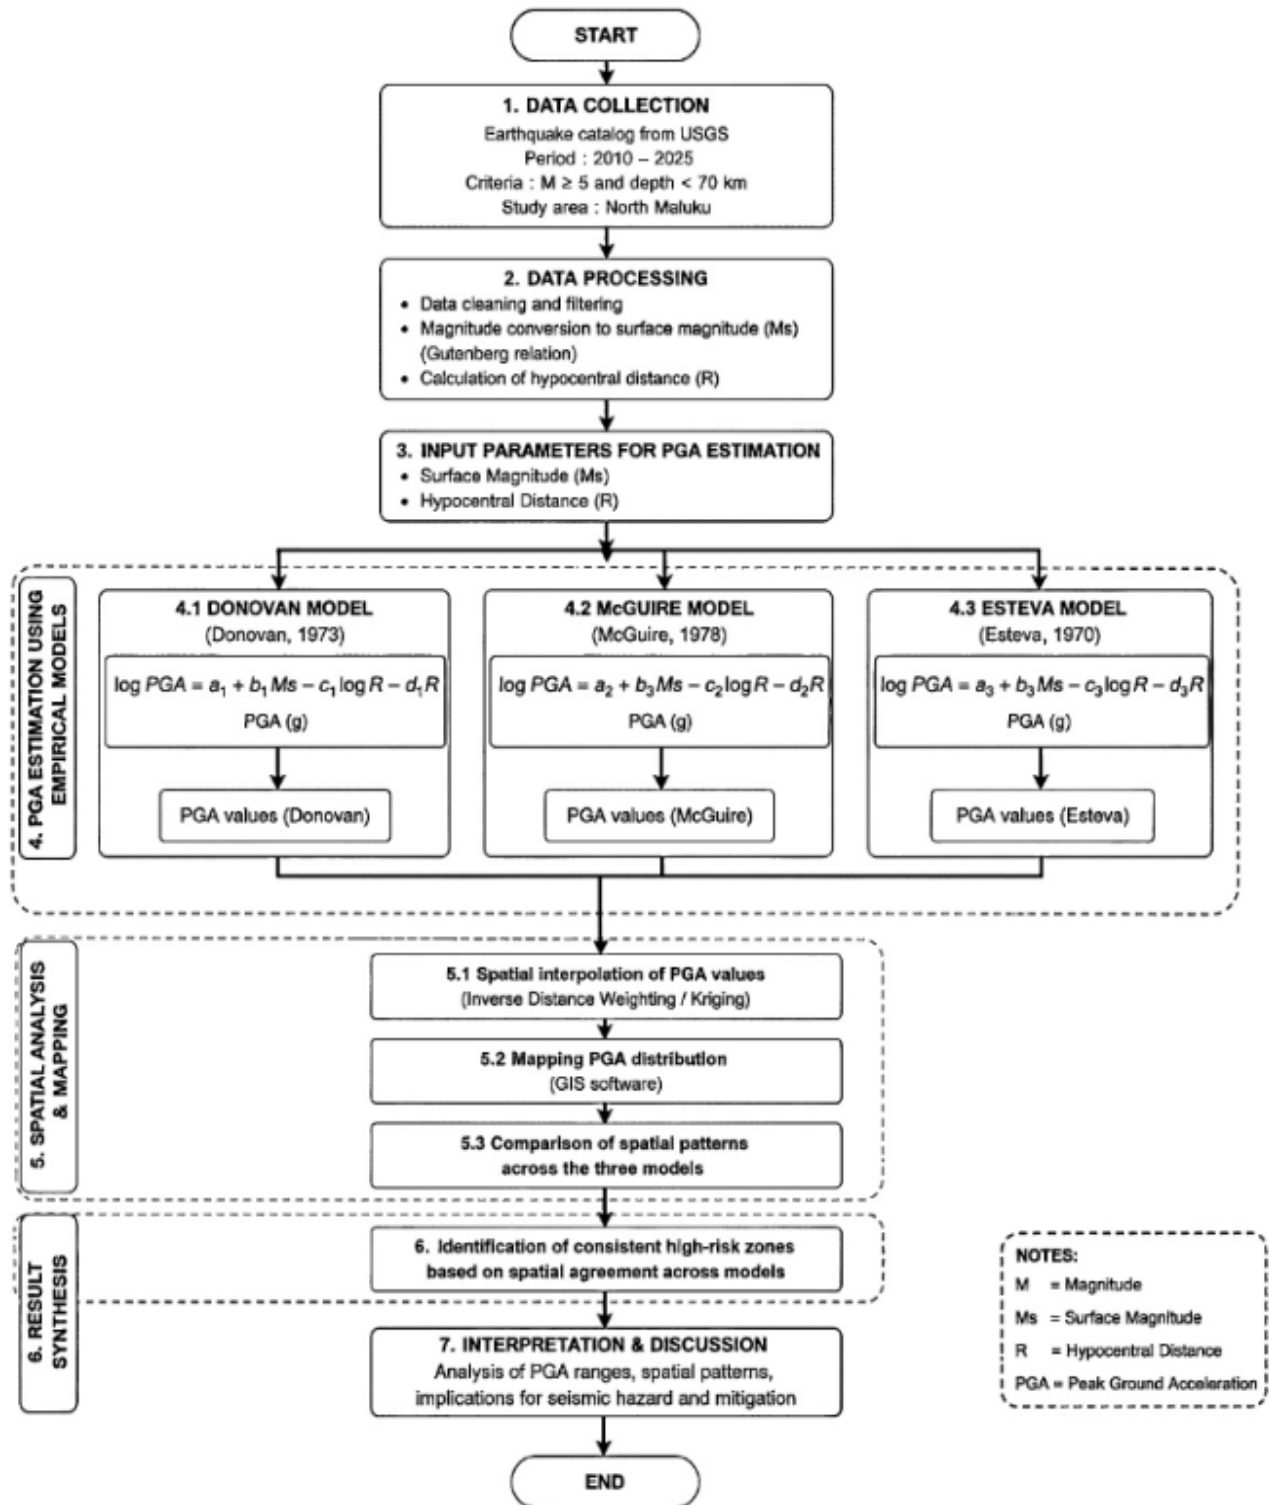 START
1. DATA COLLECTION
Earthquake catalog from USGS
Period : 2010 – 2025
Criteria : M ≥ 5 and depth < 70 km
Study area : North Maluku
2. DATA PROCESSING
• Data cleaning and filtering
• Magnitude conversion to surface magnitude (Ms)
(Gutenberg relation)
• Calculation of hypocentral distance (R)
3. INPUT PARAMETERS FOR PGA ESTIMATION
• Surface Magnitude (Ms)
• Hypocentral Distance (R)
4. PGA ESTIMATION USING
EMPIRICAL MODELS
4.1 DONOVAN MODEL
(Donovan, 1973)
log PGA = a₁ + b₁ Ms – c₁ log R – d₁R
PGA (g)
PGA values (Donovan)
4.2 McGUIRE MODEL
(McGuire, 1978)
log PGA = a₂ + b₃ Ms – c₂ log R – d₂R
PGA (g)
PGA values (McGuire)
4.3 ESTEVA MODEL
(Esteva, 1970)
log PGA = a₃ + b₃ Ms – c₃ log R – d₃R
PGA (g)
PGA values (Esteva)
5. SPATIAL ANALYSIS
& MAPPING
5.1 Spatial interpolation of PGA values
(Inverse Distance Weighting / Kriging)
5.2 Mapping PGA distribution
(GIS software)
5.3 Comparison of spatial patterns
across the three models
6. RESULT
SYNTHESIS
6. Identification of consistent high-risk zones
based on spatial agreement across models
7. INTERPRETATION & DISCUSSION
Analysis of PGA ranges, spatial patterns,
implications for seismic hazard and mitigation
END
NOTES:
M = Magnitude
Ms = Surface Magnitude
R = Hypocentral Distance
PGA = Peak Ground Acceleration